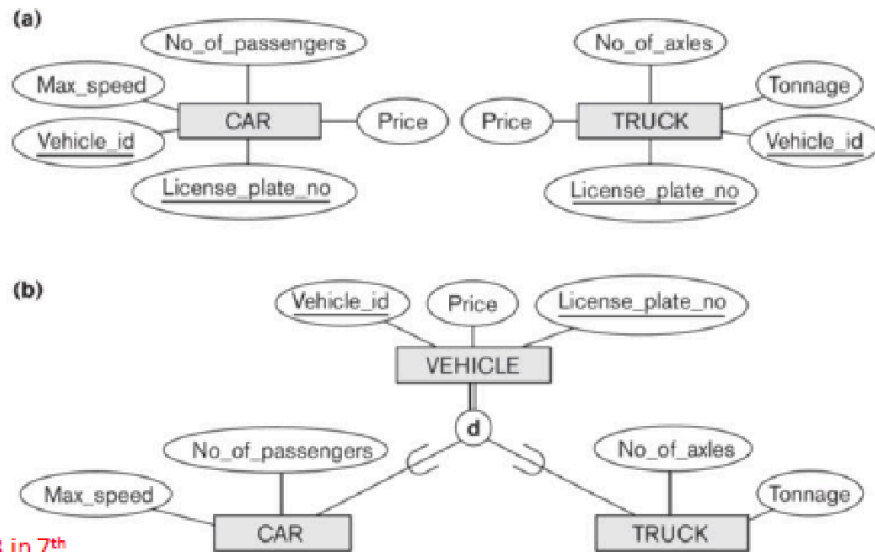 (a)
No_of_passengers
No_of_axles
Max_speed
Tonnage
CAR
Price
Price
TRUCK
Vehicle_id
Vehicle_id
License_plate_no
License_plate_no
(b)
Vehicle_id
Price
License_plate_no
VEHICLE
d
No_of_passengers
No_of_axles
Max_speed
Tonnage
CAR
TRUCK
in 7th